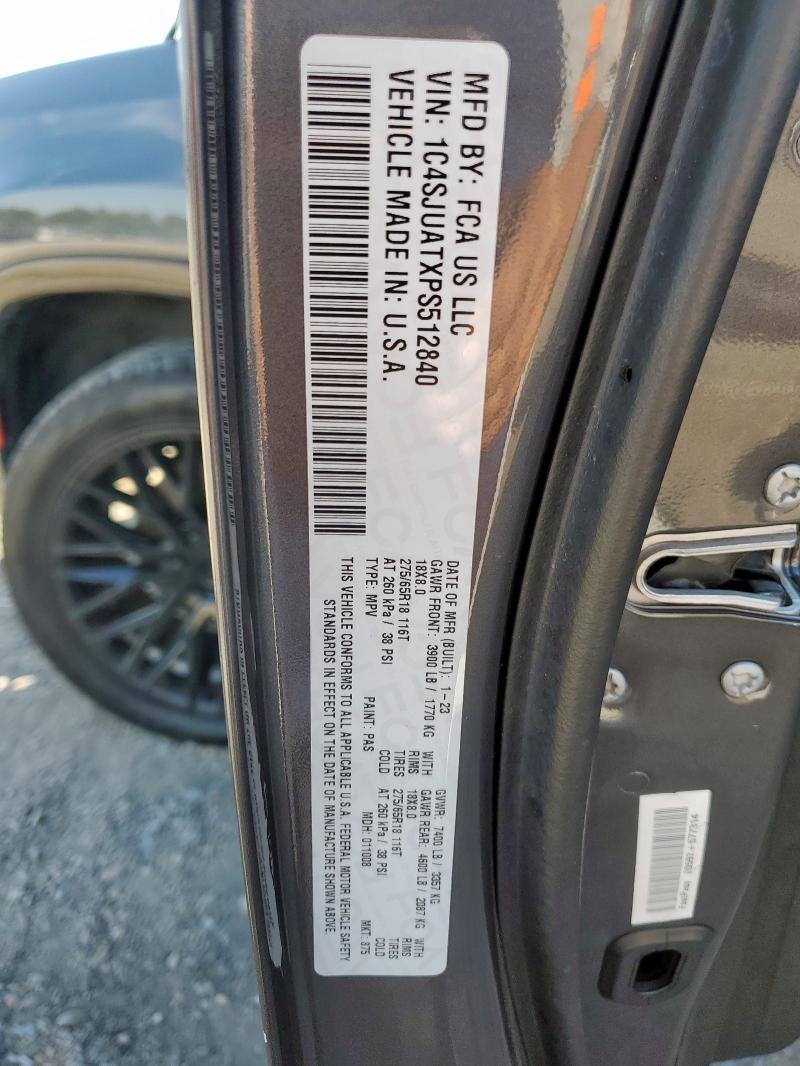 MFD BY: FCA US LLC
VIN: 1C4SJUATXPS512840
VEHICLE MADE IN: U.S.A.
DATE OF MFR (BUILT): 1-23 GVWR: 7400 LB / 3357 KG
GAWR FRONT: 3900 LB / 1770 KG WITH GAWR REAR: 4600 LB / 2087 KG WITH
18X8.0 RIMS 18X8.0 RIMS
275/65R18 116T TIRES 275/65R18 116T TIRES
AT 260 kPa / 38 PSI COLD AT 260 kPa / 38 PSI COLD
TYPE: MPV PAINT: PAS MDH: 011008 MKT: 875
THIS VEHICLE CONFORMS TO ALL APPLICABLE U.S.A. FEDERAL MOTOR VEHICLE SAFETY
STANDARDS IN EFFECT ON THE DATE OF MANUFACTURE SHOWN ABOVE.